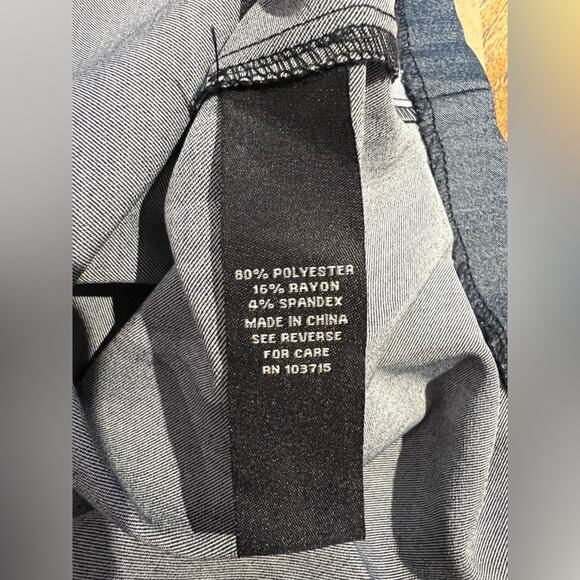 80% POLYESTER
16% RAYON
4% SPANDEX
MADE IN CHINA
SEE REVERSE
FOR CARE
RN 103715